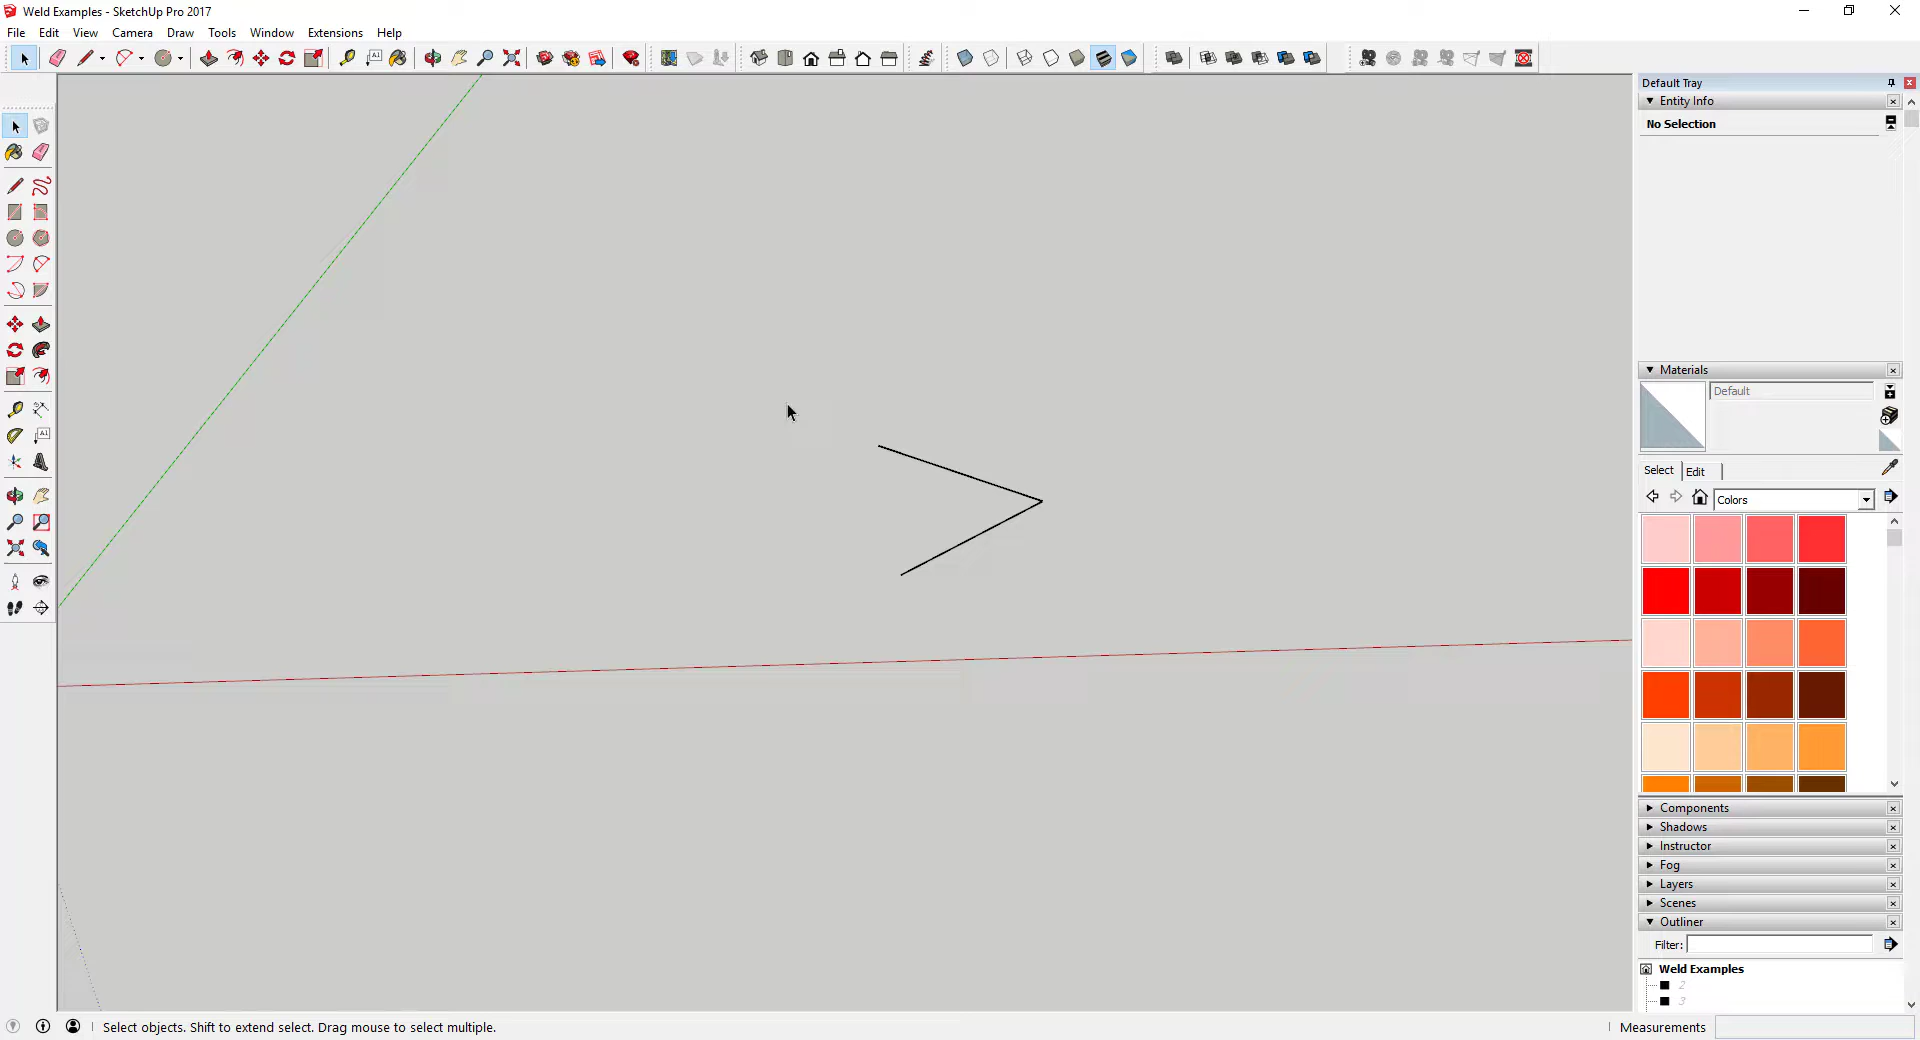 Weld Examples - SketchUp Pro 2017
File Edit View Camera Draw Tools Window Extensions Help
Default Tray
Entity Info
No Selection
Materials
Default
Select Edit
Colors
Components
Shadows
Instructor
Fog
Layers
Scenes
Outliner
Filter:
Weld Examples
2
3
Select objects. Shift to extend select. Drag mouse to select multiple.
Measurements